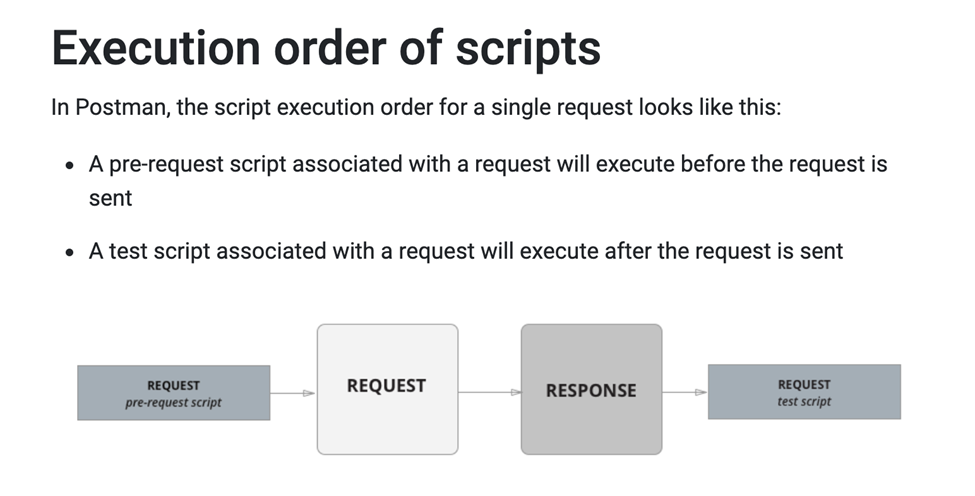 Execution order of scripts
In Postman, the script execution order for a single request looks like this:
• A pre-request script associated with a request will execute before the request is
sent
• A test script associated with a request will execute after the request is sent
REQUEST
pre-request script
REQUEST
RESPONSE
REQUEST
test script